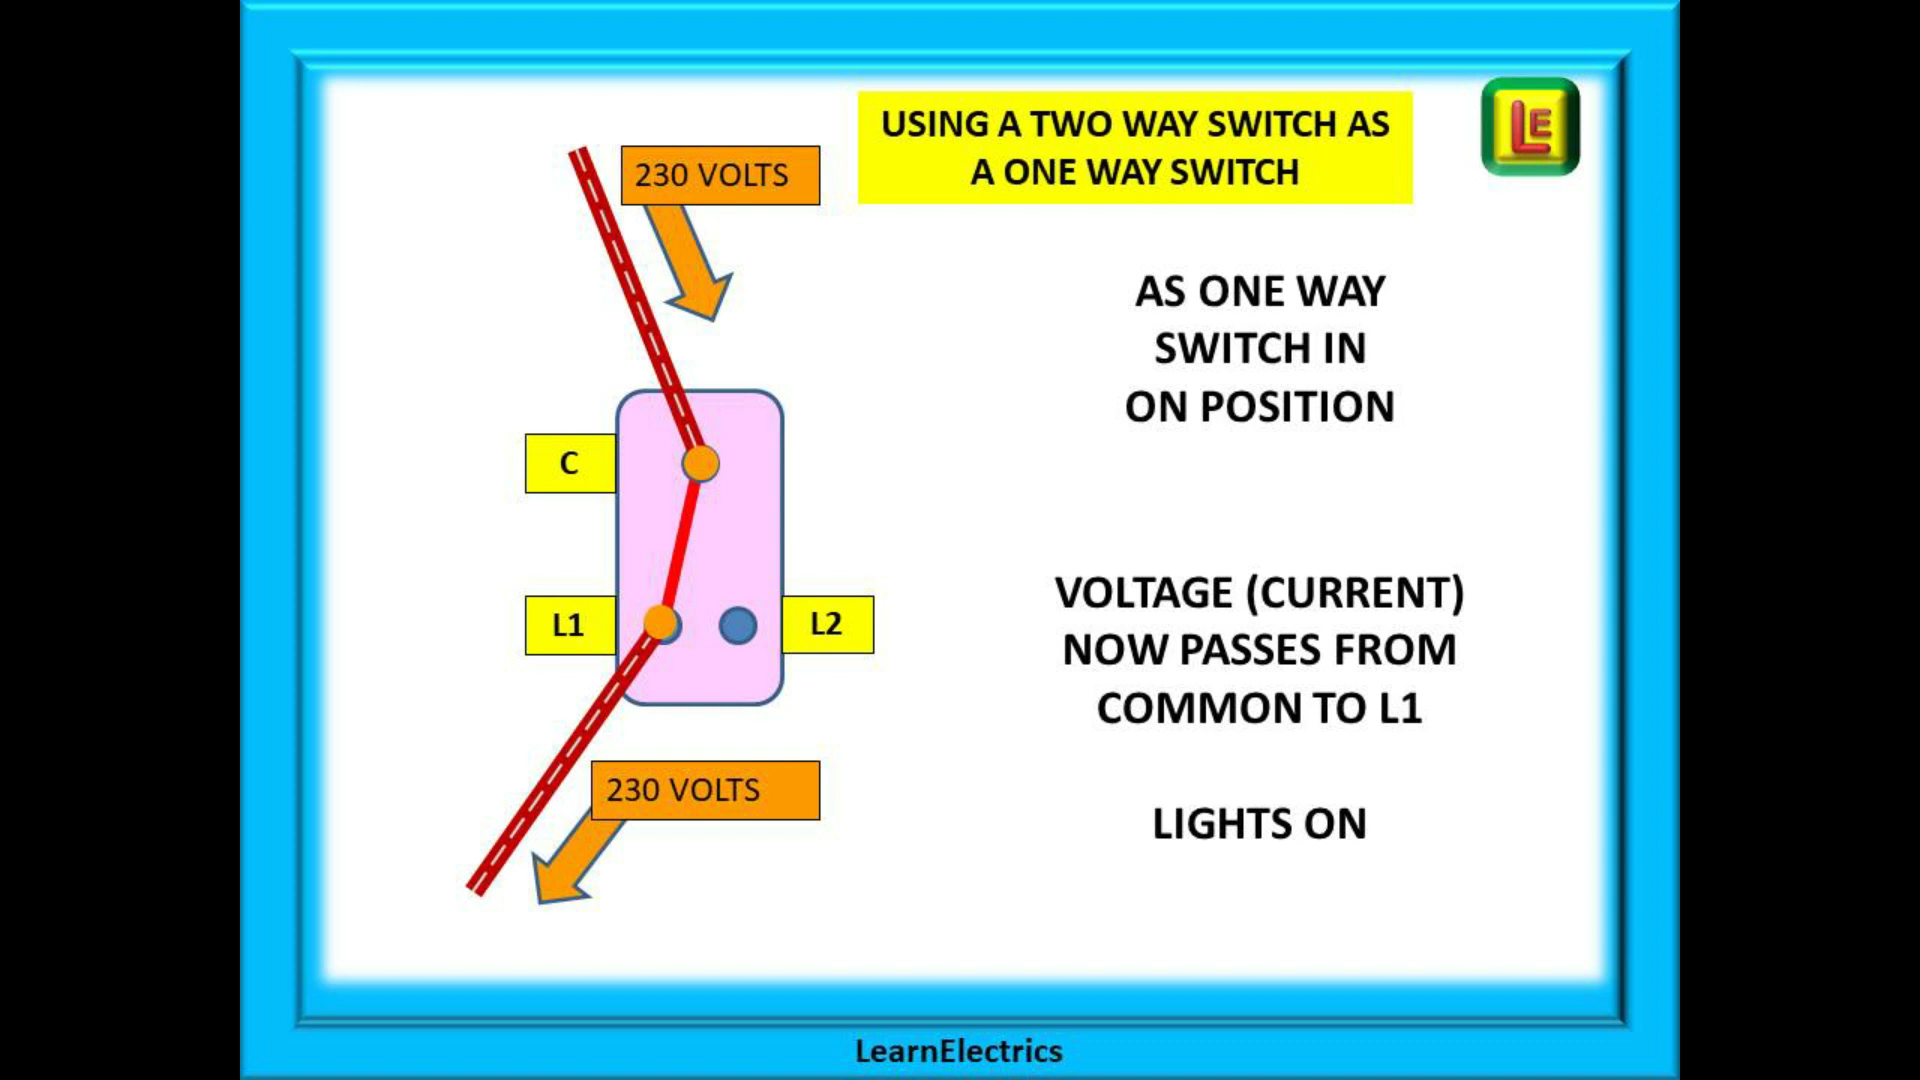 USING A TWO WAY SWITCH AS
A ONE WAY SWITCH
LE
230 VOLTS
AS ONE WAY
SWITCH IN
ON POSITION
C
L1
L2
VOLTAGE (CURRENT)
NOW PASSES FROM
COMMON TO L1
230 VOLTS
LIGHTS ON
LearnElectrics